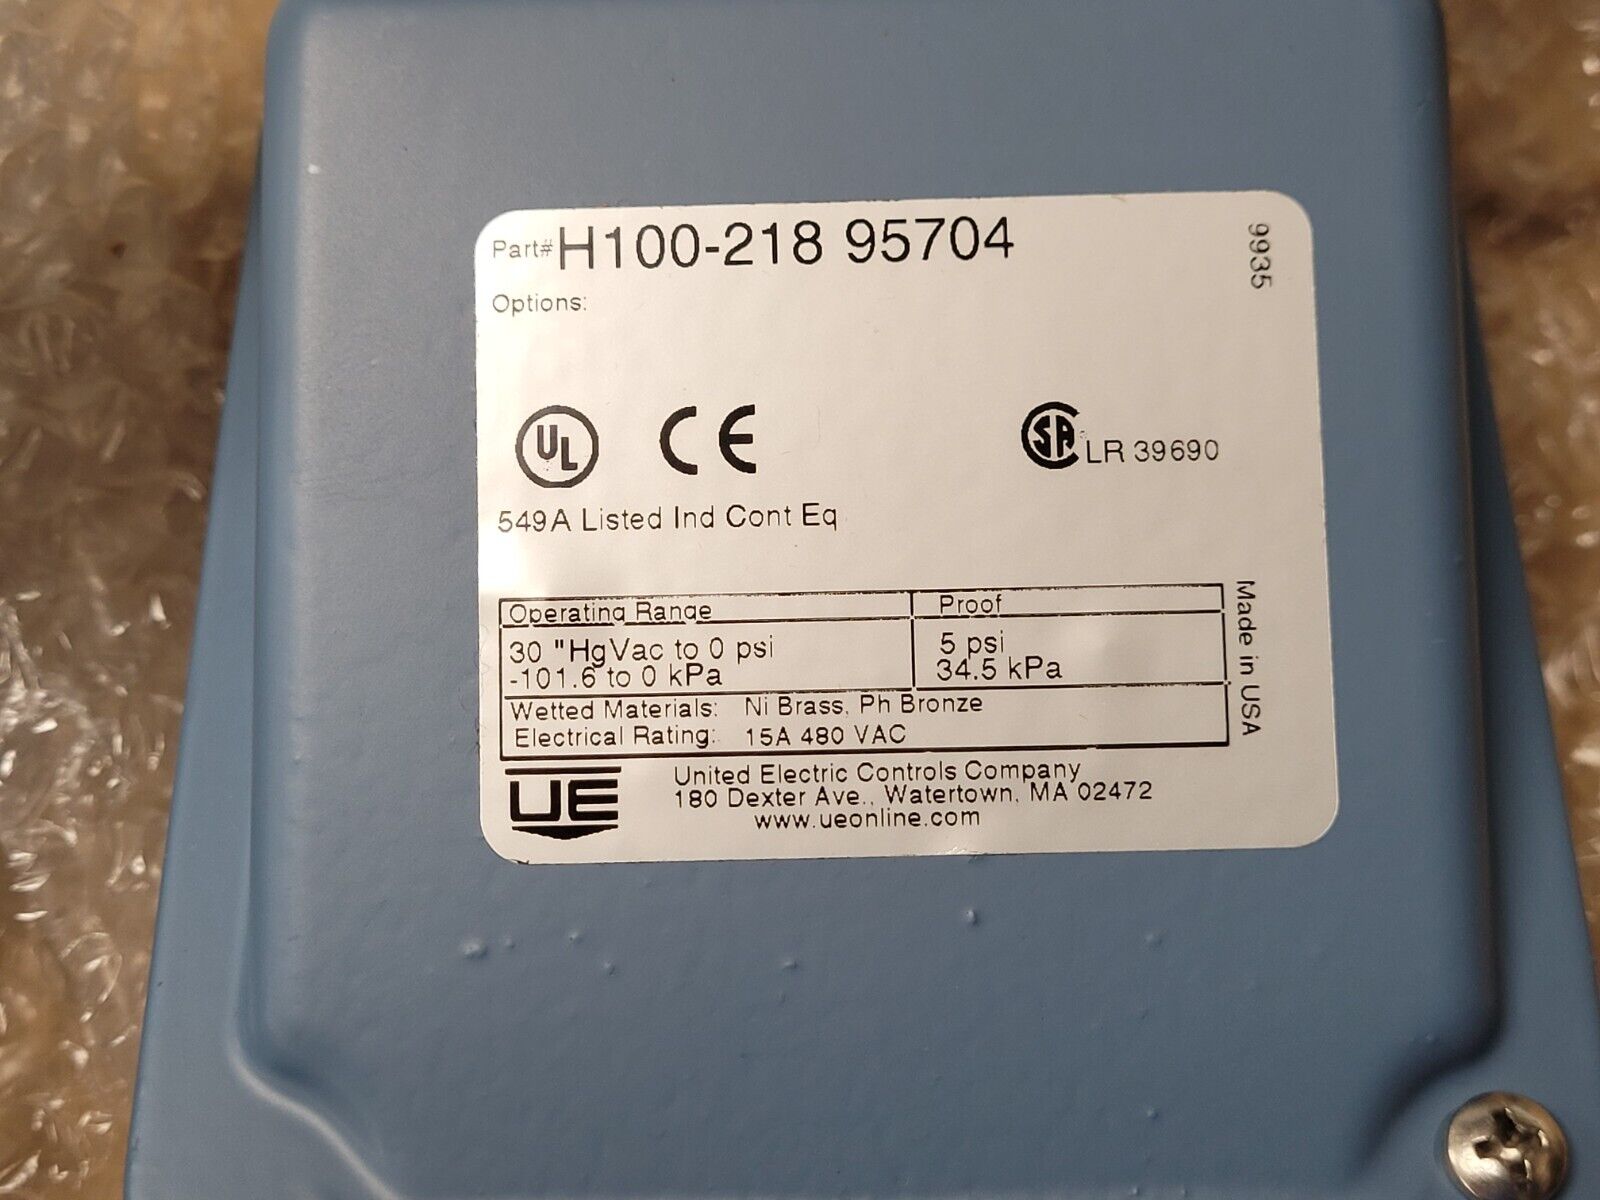 Part# H100-218 95704
9935
Options:
UL
CE
SA LR 39690
549A Listed Ind Cont Eq
Operating Range Proof
30 "HgVac to 0 psi 5 psi
-101.6 to 0 kPa 34.5 kPa
Wetted Materials: Ni Brass, Ph Bronze
Electrical Rating: 15A 480 VAC
Made in USA
UE
United Electric Controls Company
180 Dexter Ave., Watertown, MA 02472
www.ueonline.com